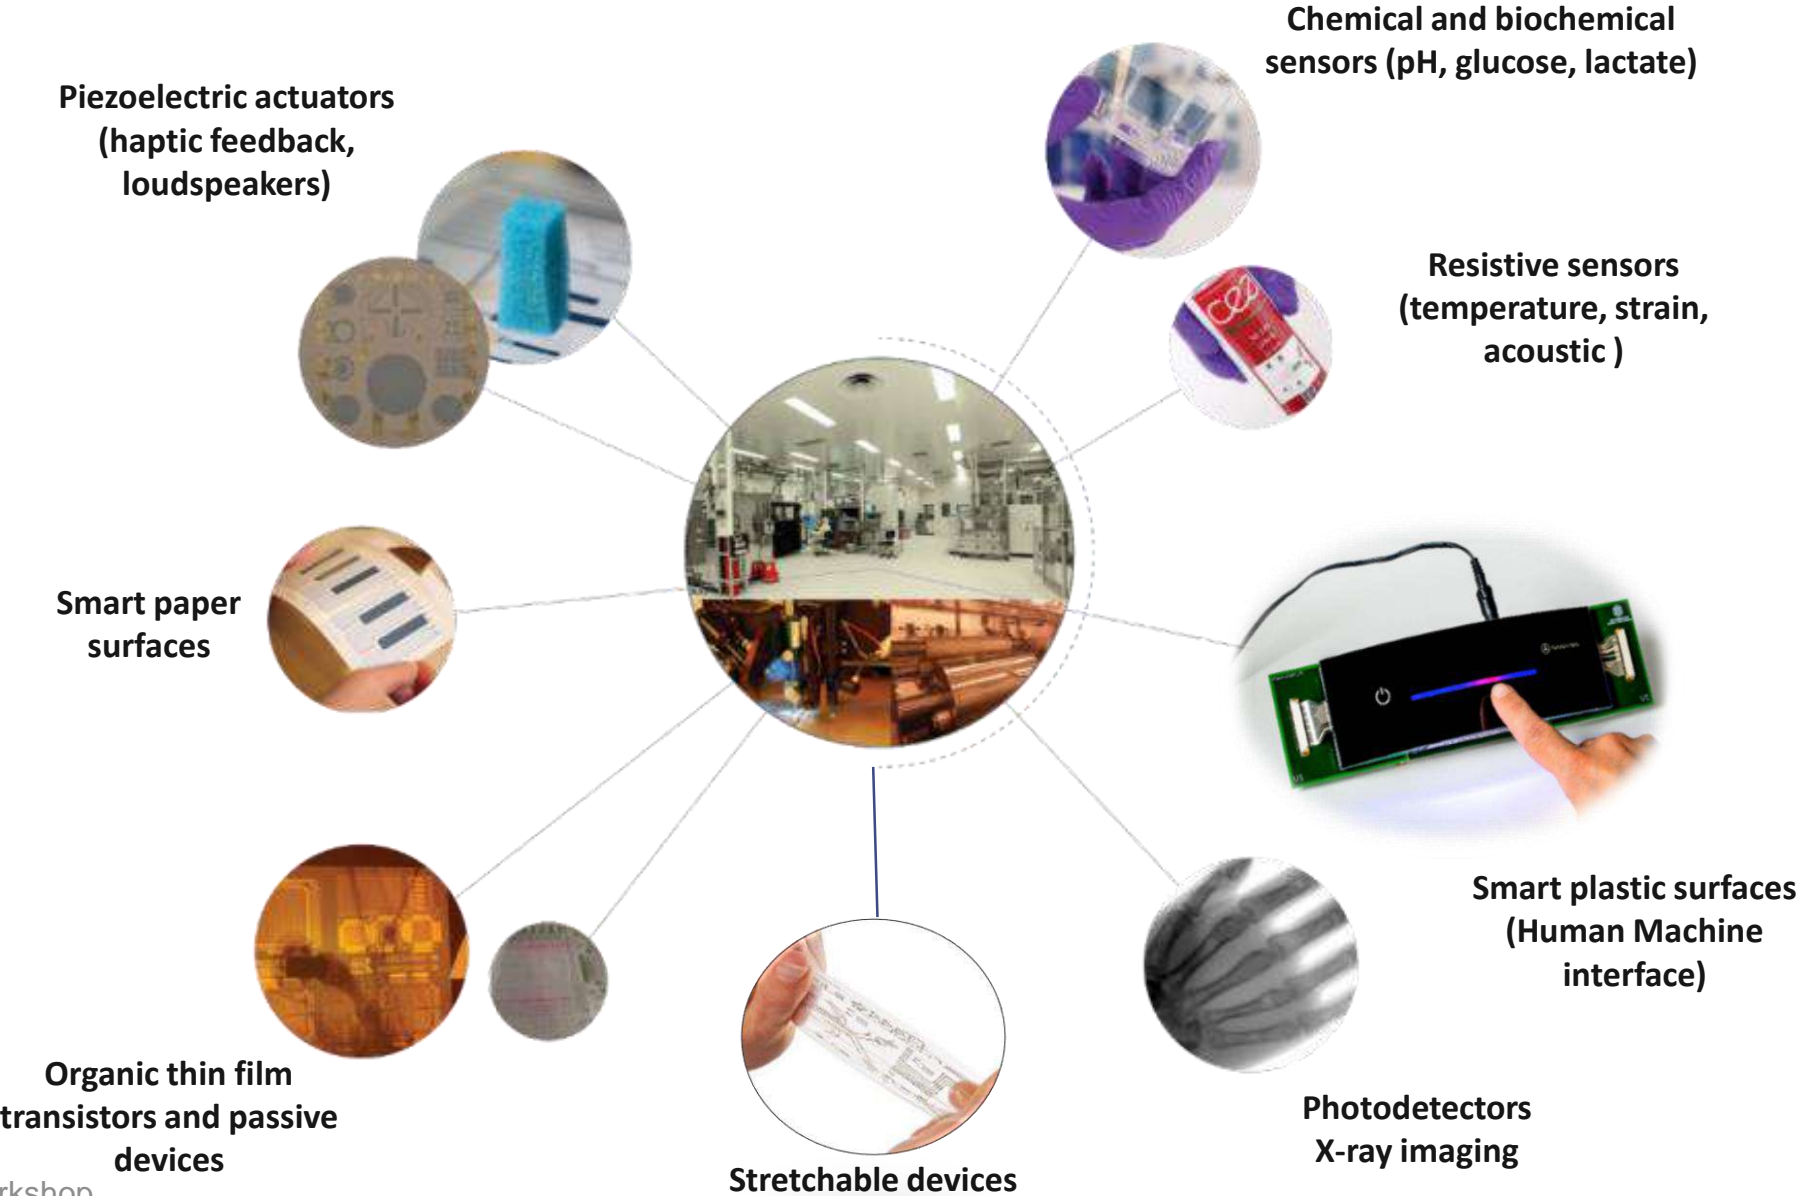 Chemical and biochemical
sensors (pH, glucose, lactate)
Piezoelectric actuators
(haptic feedback,
loudspeakers)
Resistive sensors
(temperature, strain,
acoustic )
cea
Smart paper
surfaces
Smart plastic surfaces
(Human Machine
interface)
Organic thin film
transistors and passive
devices
Photodetectors
X-ray imaging
Stretchable devices
rkshop